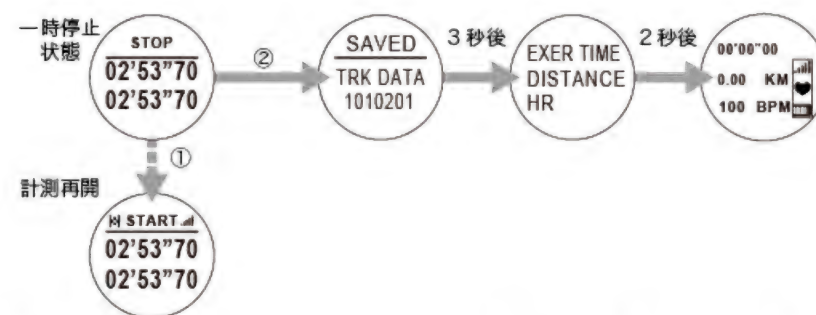 一時停止
状態
STOP
02'53"70
02'53"70
②
SAVED
TRK DATA
1010201
3 秒後
EXER TIME
DISTANCE
HR
2 秒後
00'00"00
0.00 KM
100 BPM
①
計測再開
START
02'53"70
02'53"70